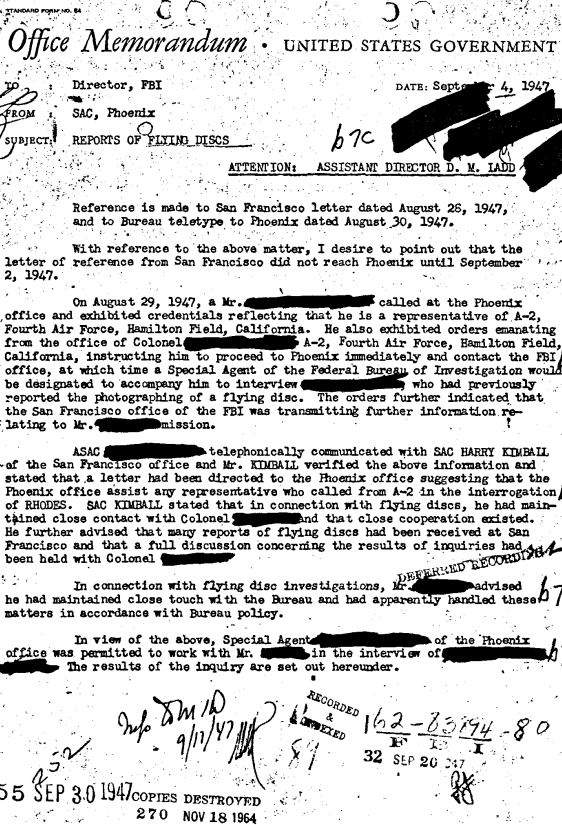 STANDARD FORM NO. 64
Office Memorandum • UNITED STATES GOVERNMENT
TO : Director, FBI DATE: September 4, 1947
FROM : SAC, Phoenix
SUBJECT: REPORTS OF FLYING DISCS
b7C
ATTENTION: ASSISTANT DIRECTOR D. M. LADD
Reference is made to San Francisco letter dated August 28, 1947,
and to Bureau teletype to Phoenix dated August 30, 1947.
With reference to the above matter, I desire to point out that the
letter of reference from San Francisco did not reach Phoenix until September
2, 1947.
On August 29, 1947, a Mr. called at the Phoenix
office and exhibited credentials reflecting that he is a representative of A-2,
Fourth Air Force, Hamilton Field, California. He also exhibited orders emanating
from the office of Colonel A-2, Fourth Air Force, Hamilton Field,
California, instructing him to proceed to Phoenix immediately and contact the FBI
office, at which time a Special Agent of the Federal Bureau of Investigation would
be designated to accompany him to interview who had previously
reported the photographing of a flying disc. The orders further indicated that
the San Francisco office of the FBI was transmitting further information re-
lating to Mr. mission.
ASAC telephonically communicated with SAC HARRY KIMBALL
of the San Francisco office and Mr. KIMBALL verified the above information and
stated that a letter had been directed to the Phoenix office suggesting that the
Phoenix office assist any representative who called from A-2 in the interrogation
of RHODES. SAC KIMBALL stated that in connection with flying discs, he had main-
tained close contact with Colonel and that close cooperation existed.
He further advised that many reports of flying discs had been received at San
Francisco and that a full discussion concerning the results of inquiries had
been held with Colonel
DEFERRED RECORDING
In connection with flying disc investigations, Mr. advised
he had maintained close touch with the Bureau and had apparently handled these
matters in accordance with Bureau policy.
b7
In view of the above, Special Agent of the Phoenix
office was permitted to work with Mr. in the interview of
The results of the inquiry are set out hereunder.
RECORDED
&
INDEXED
162-83894-80
F B I
9/17/47
32 SEP 20 1947
55 SEP 30 1947
COPIES DESTROYED
270 NOV 18 1964